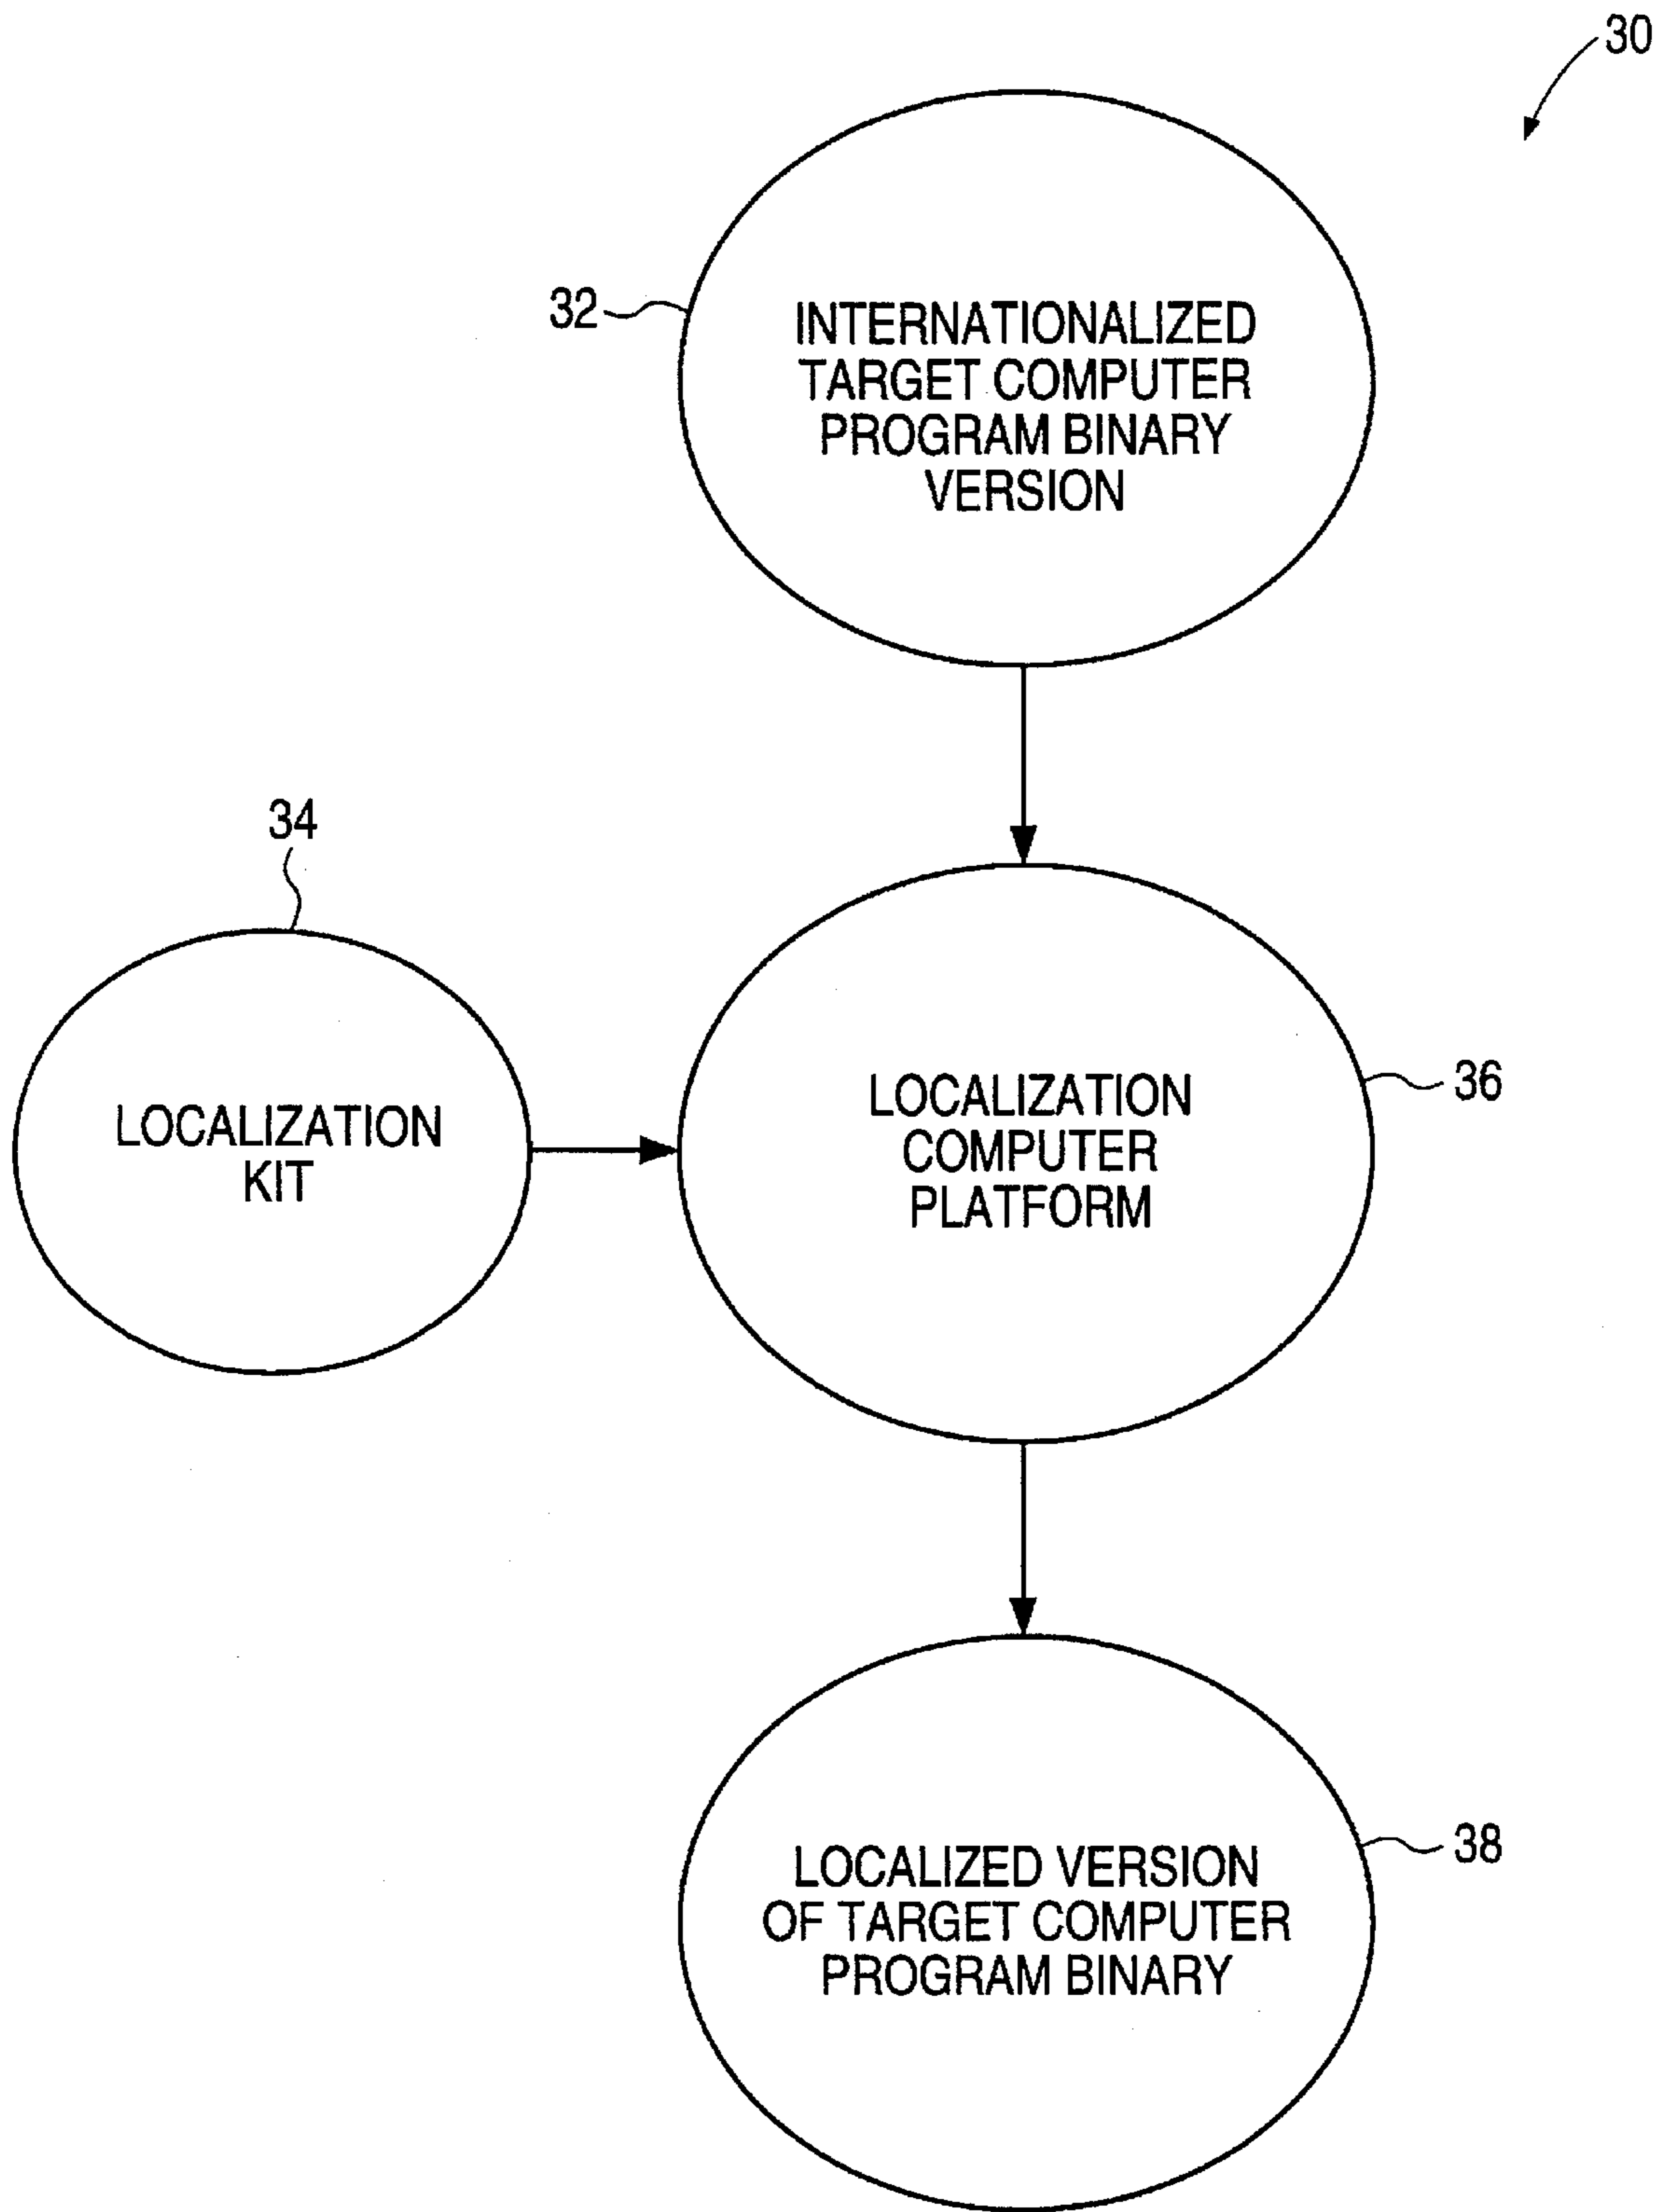 30
32
INTERNATIONALIZED
TARGET COMPUTER
PROGRAM BINARY
VERSION
34
LOCALIZATION
KIT
LOCALIZATION
COMPUTER
PLATFORM
36
LOCALIZED VERSION
OF TARGET COMPUTER
PROGRAM BINARY
38